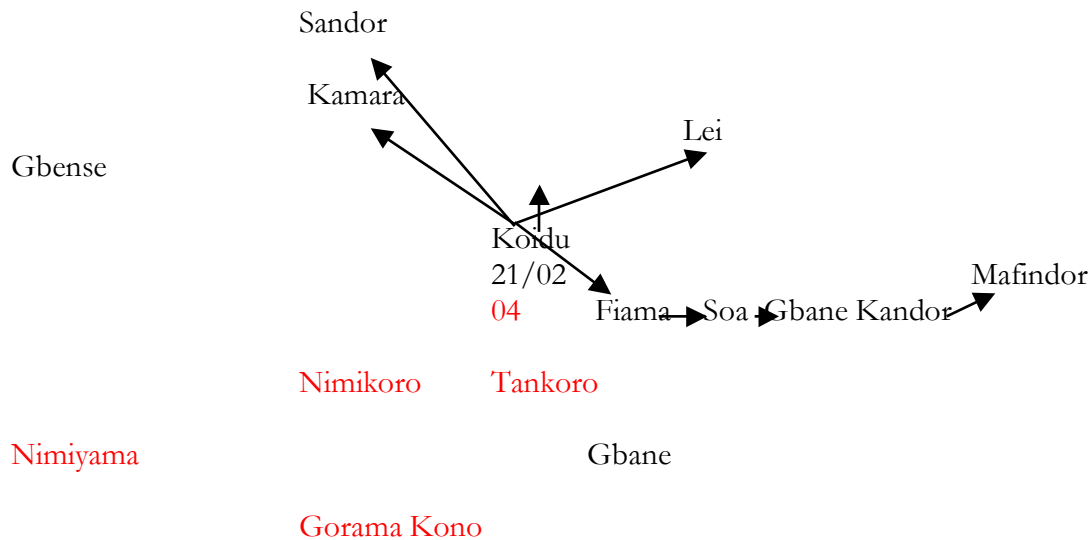 Sandor
Kamara
Lei
Gbense
Koidu
21/02
Mafindor
04
Fiama
Soa
Gbane Kandor
Nimikoro
Tankoro
Nimiyama
Gbane
Gorama Kono